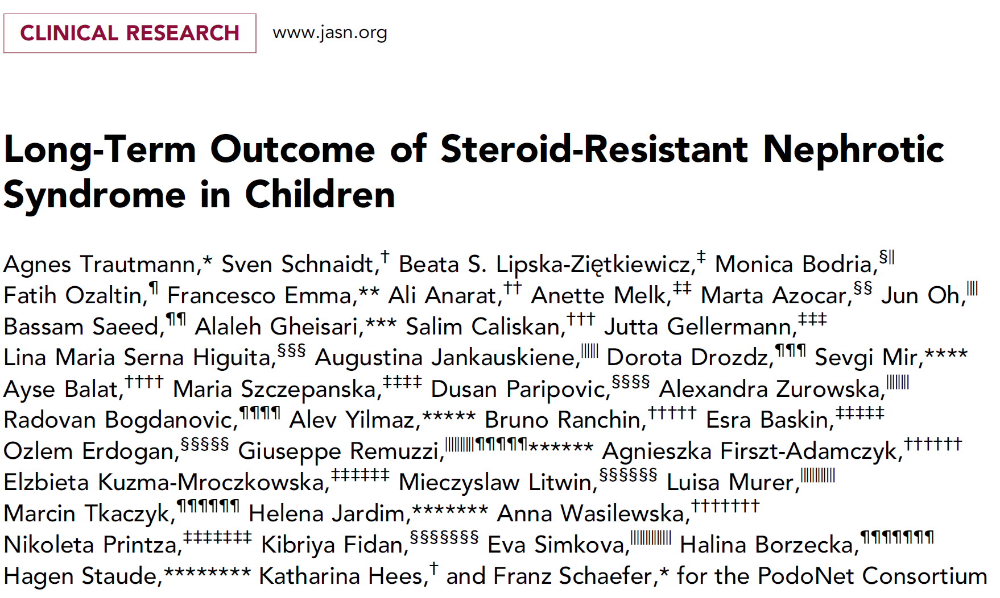 CLINICAL RESEARCH www.jasn.org
Long-Term Outcome of Steroid-Resistant Nephrotic
Syndrome in Children
Agnes Trautmann,* Sven Schnaidt,† Beata S. Lipska-Ziętkiewicz,‡ Monica Bodria,§‖
Fatih Ozaltin,¶ Francesco Emma,** Ali Anarat,†† Anette Melk,‡‡ Marta Azocar,§§ Jun Oh,‖‖
Bassam Saeed,¶¶ Alaleh Gheisari,*** Salim Caliskan,††† Jutta Gellermann,‡‡‡
Lina Maria Serna Higuita,§§§ Augustina Jankauskiene,‖‖‖ Dorota Drozdz,¶¶¶ Sevgi Mir,****
Ayse Balat,†††† Maria Szczepanska,‡‡‡‡ Dusan Paripovic,§§§§ Alexandra Zurowska,‖‖‖‖
Radovan Bogdanovic,¶¶¶¶ Alev Yilmaz,***** Bruno Ranchin,††††† Esra Baskin,‡‡‡‡‡
Ozlem Erdogan,§§§§§ Giuseppe Remuzzi,‖‖‖‖‖¶¶¶¶¶****** Agnieszka Firszt-Adamczyk,††††††
Elzbieta Kuzma-Mroczkowska,‡‡‡‡‡‡ Mieczyslaw Litwin,§§§§§§ Luisa Murer,‖‖‖‖‖‖
Marcin Tkaczyk,¶¶¶¶¶¶ Helena Jardim,******* Anna Wasilewska,†††††††
Nikoleta Printza,‡‡‡‡‡‡‡ Kibriya Fidan,§§§§§§§ Eva Simkova,‖‖‖‖‖‖‖ Halina Borzecka,¶¶¶¶¶¶¶
Hagen Staude,******** Katharina Hees,† and Franz Schaefer,* for the PodoNet Consortium